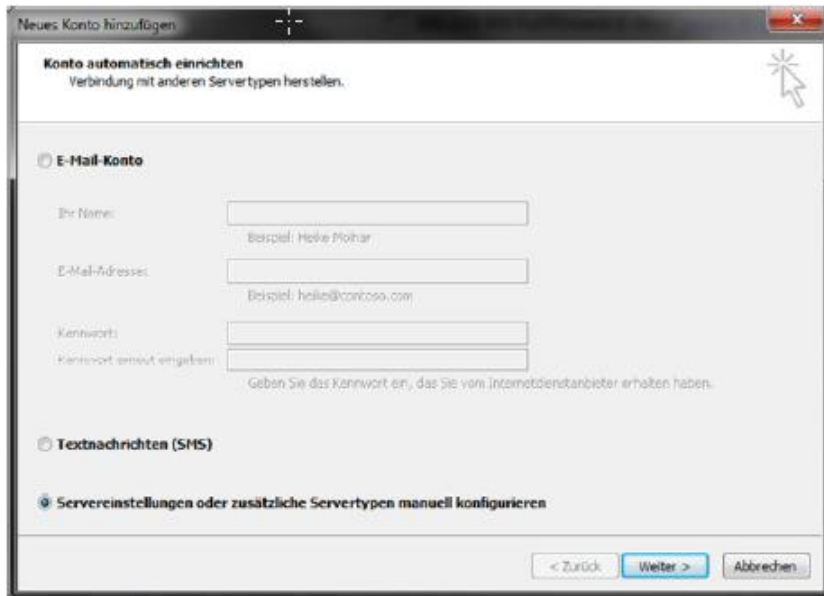 Neues Konto hinzufügen
Konto automatisch einrichten
Verbindung mit anderen Servertypen herstellen.
E-Mail-Konto
Ihr Name:
Beispiel: Heike Molnar
E-Mail-Adresse:
Beispiel: heike@contoso.com
Kennwort:
Kennwort erneut eingeben:
Geben Sie das Kennwort ein, das Sie vom Internetdienstanbieter erhalten haben.
Textnachrichten (SMS)
Servereinstellungen oder zusätzliche Servertypen manuell konfigurieren
< Zurück Weiter > Abbrechen